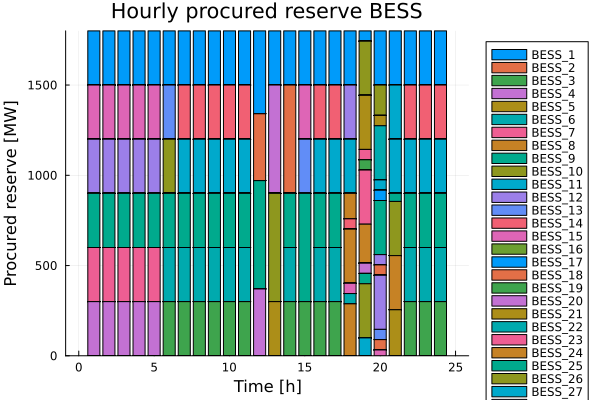 Hourly procured reserve BESS
Procured reserve [MW]
1500
1000
500
0
0
5
10
15
20
25
Time [h]
BESS_1
BESS_2
BESS_3
BESS_4
BESS_5
BESS_6
BESS_7
BESS_8
BESS_9
BESS_10
BESS_11
BESS_12
BESS_13
BESS_14
BESS_15
BESS_16
BESS_17
BESS_18
BESS_19
BESS_20
BESS_21
BESS_22
BESS_23
BESS_24
BESS_25
BESS_26
BESS_27